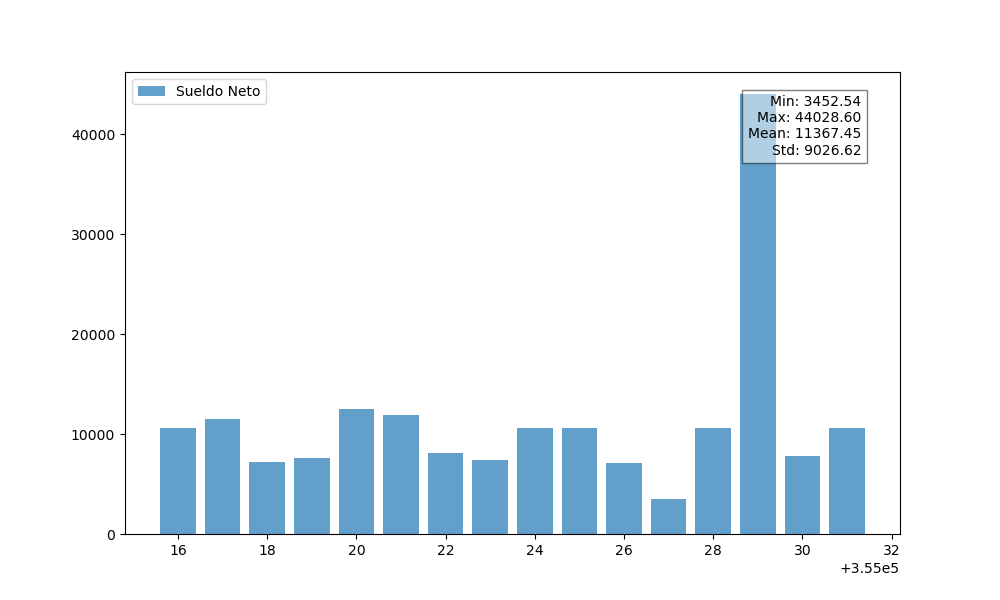 Sueldo Neto
Min: 3452.54
Max: 44028.60
Mean: 11367.45
Std: 9026.62
40000
30000
20000
10000
0
16 18 20 22 24 26 28 30 32
+3.55e5